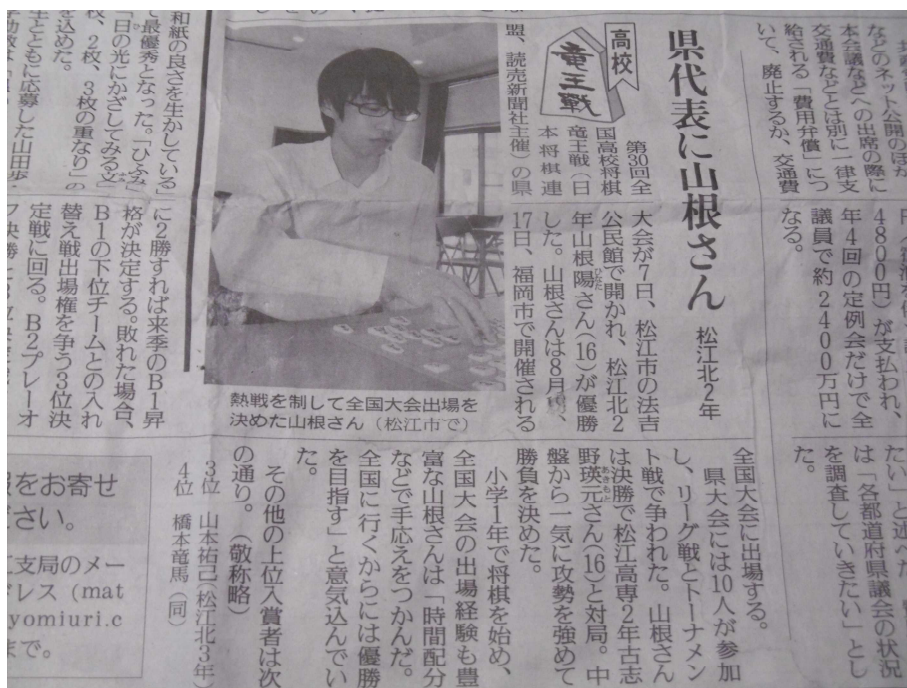 などのネット公開のほか
本会議などへの出席の際に
交通費などとは別に一律支
給される「費用弁償」につ
いて、廃止するか、交通費
4800円）が支払われ、
年4回の定例会だけで全
議員で約2400万円に
なる。
たい」と述べた
は「各都道府県議会の状況
を調査していきたい」とし
た。
県代表に山根さん
松江北2年
高校
竜王戦
第30回全
国高校将棋
竜王戦（日
本将棋連
盟、読売新聞社主催）の県
大会が7日、松江市の法吉
公民館で開かれ、松江北2
年山根陽さん(16)が優勝
ひなた
した。山根さんは8月
17日、福岡市で開催される
全国大会に出場する。
県大会には10人が参加
し、リーグ戦とトーナメン
ト戦で争われた。山根さん
は決勝で松江高専2年古志
野瑛元さん(16)と対局。中
あきもと
盤から一気に攻勢を強めて
勝負を決めた。
小学1年で将棋を始め、
全国大会の出場経験も豊
富な山根さんは「時間配分
などで手応えをつかんだ。
全国に行くからには優勝
を目指す」と意気込んでい
た。
その他の上位入賞者は次
の通り。（敬称略）
3位　山本祐己（松江北3年）
4位　橋本竜馬（同）
熱戦を制して全国大会出場を
決めた山根さん（松江市で）
和紙の良さを生かしている
で最優秀となった。「ひふみ
「日の光にかざしてみる文
、2枚、3枚の重なり」の
を込めた。
生とともに応募した山田歩
に2勝すれば来季のB1昇
格が決定する。敗れた場合、
B1の下位チームとの入れ
替え戦出場権を争う3位決
定戦に回る。B2プレーオ
をお寄せ
ださい。
支局のメー
ドレス（mat
yomiuri.c
まで。